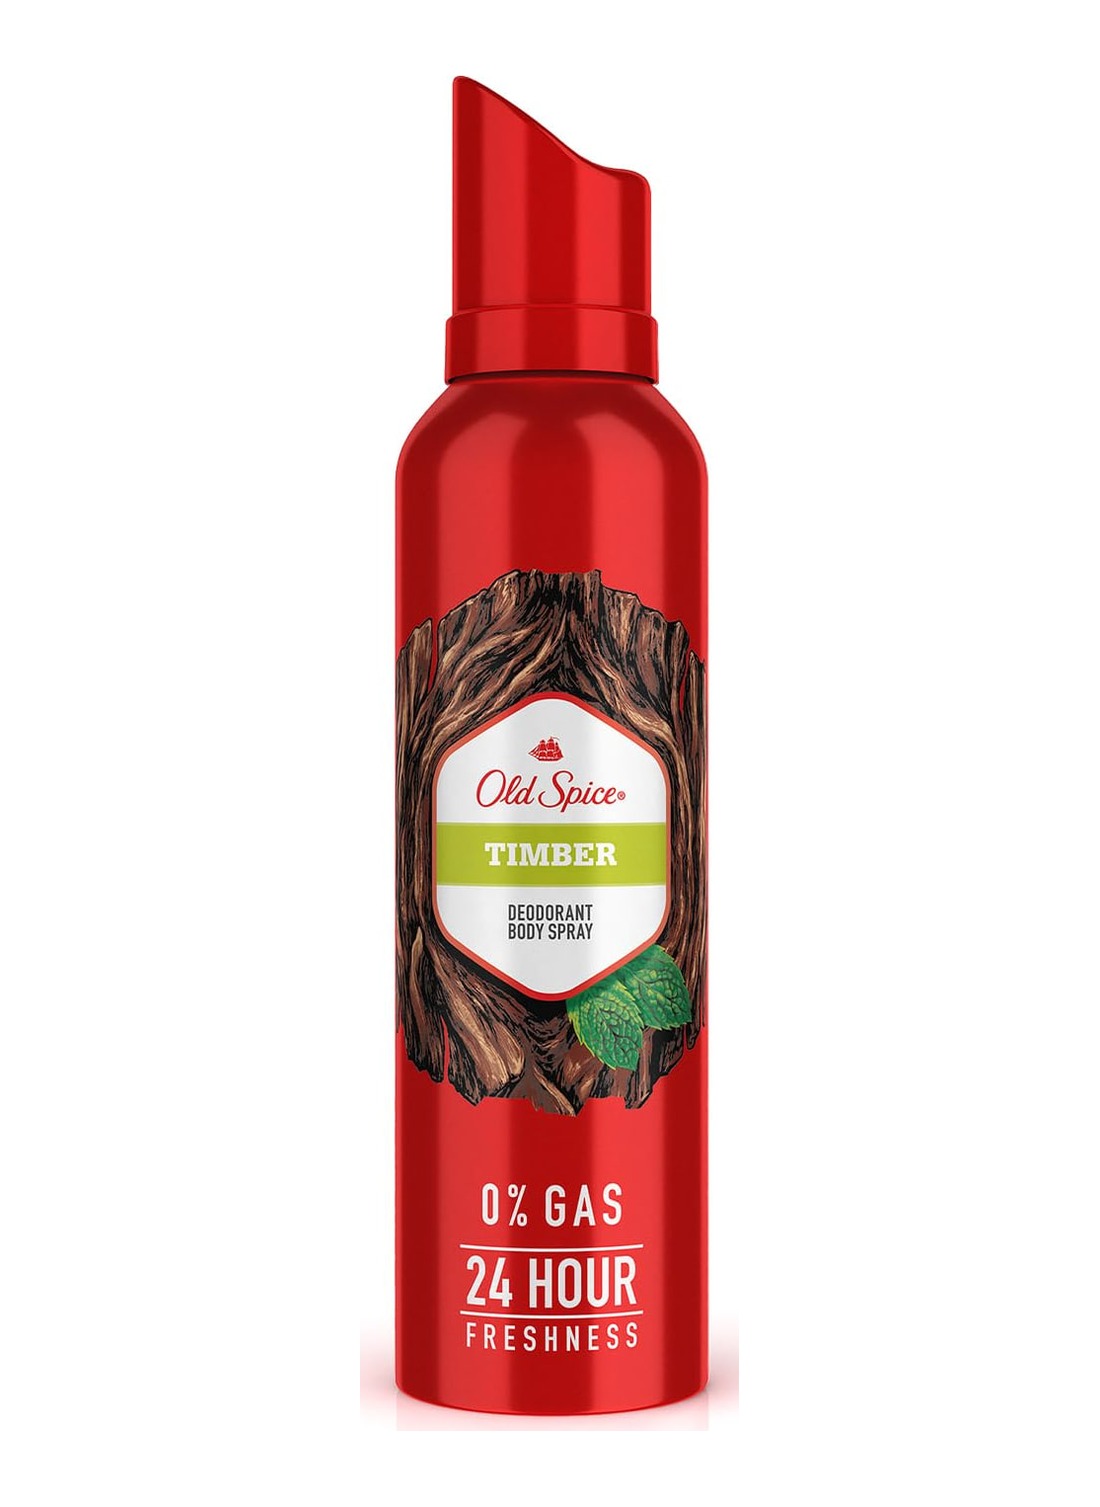 Old Spice®
TIMBER
DEODORANT
BODY SPRAY
0% GAS
24 HOUR
FRESHNESS